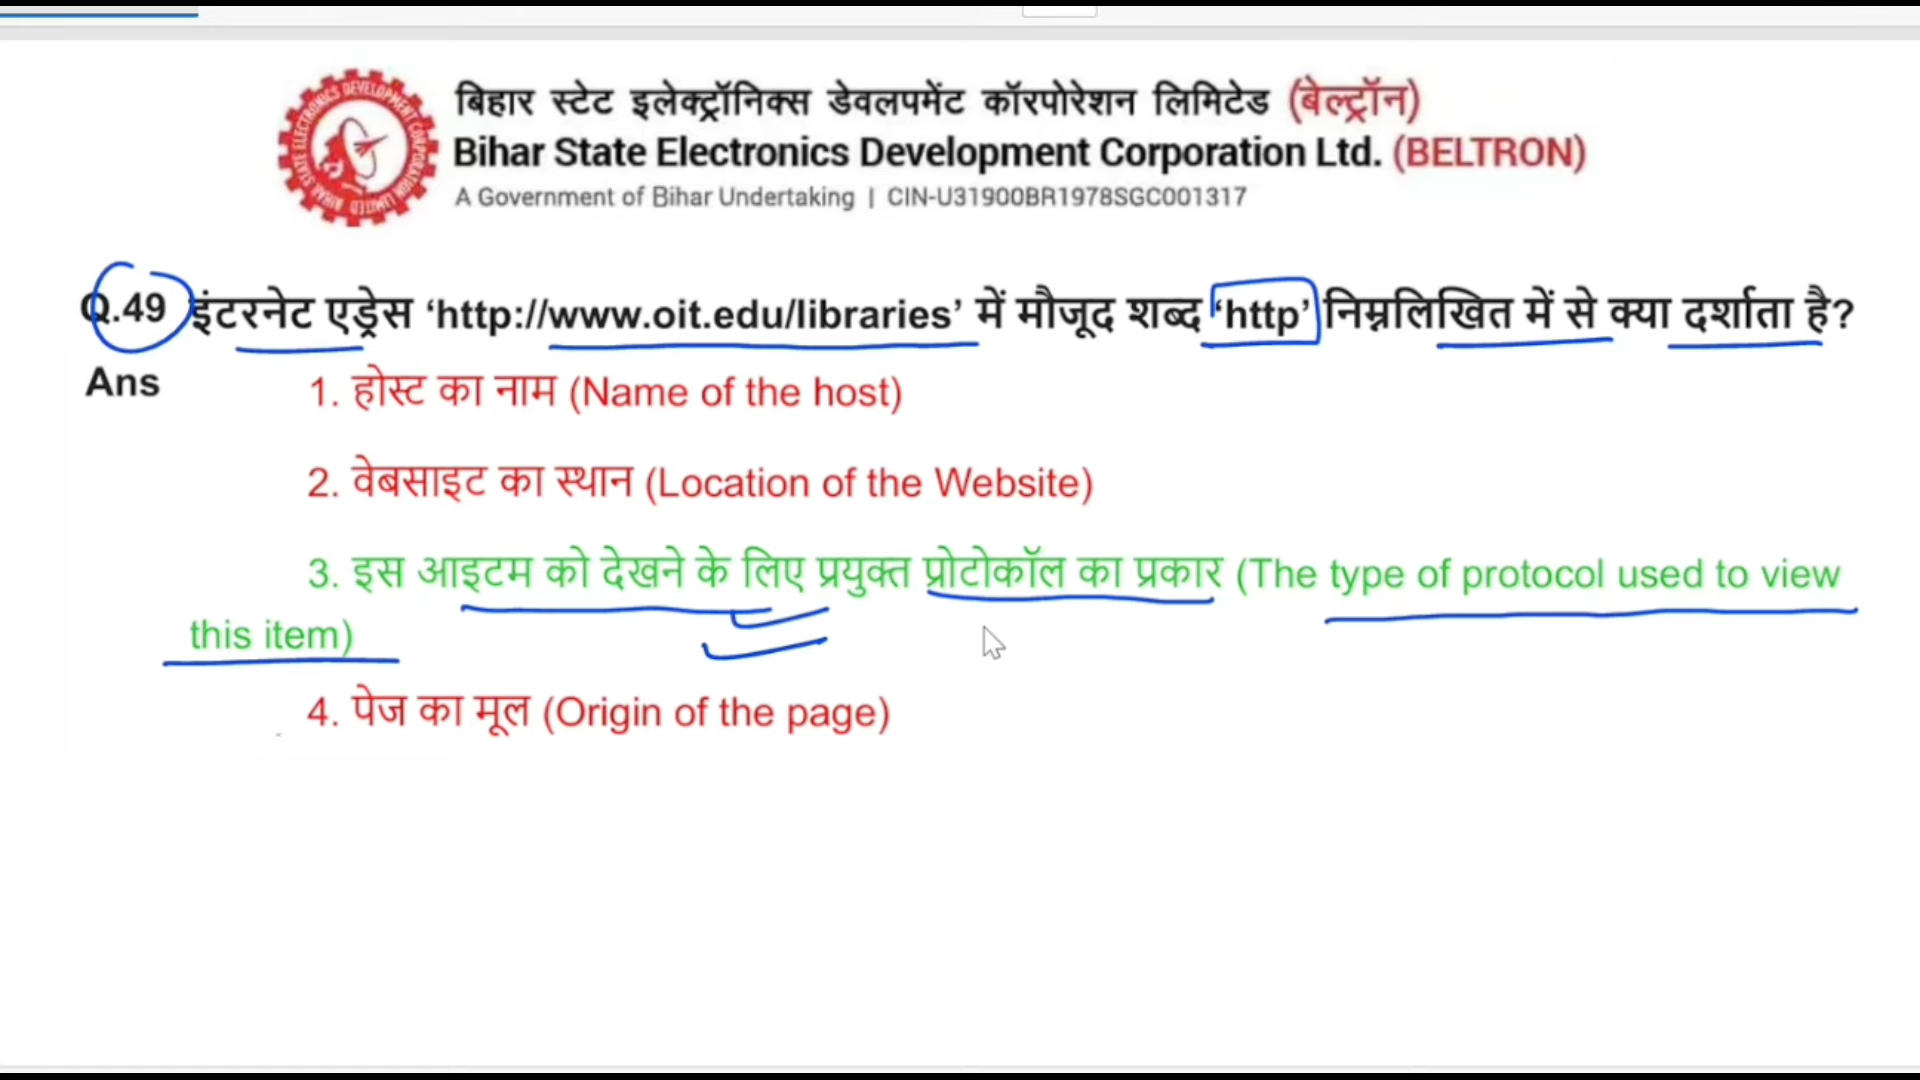 बिहार स्टेट इलेक्ट्रॉनिक्स डेवलपमेंट कॉरपोरेशन लिमिटेड (बेल्ट्रॉन)
Bihar State Electronics Development Corporation Ltd. (BELTRON)
A Government of Bihar Undertaking | CIN-U31900BR1978SGC001317
Q.49 इंटरनेट एड्रेस ‘http://www.oit.edu/libraries’ में मौजूद शब्द ‘http’ निम्नलिखित में से क्या दर्शाता है?
Ans
1. होस्ट का नाम (Name of the host)
2. वेबसाइट का स्थान (Location of the Website)
3. इस आइटम को देखने के लिए प्रयुक्त प्रोटोकॉल का प्रकार (The type of protocol used to view
this item)
4. पेज का मूल (Origin of the page)